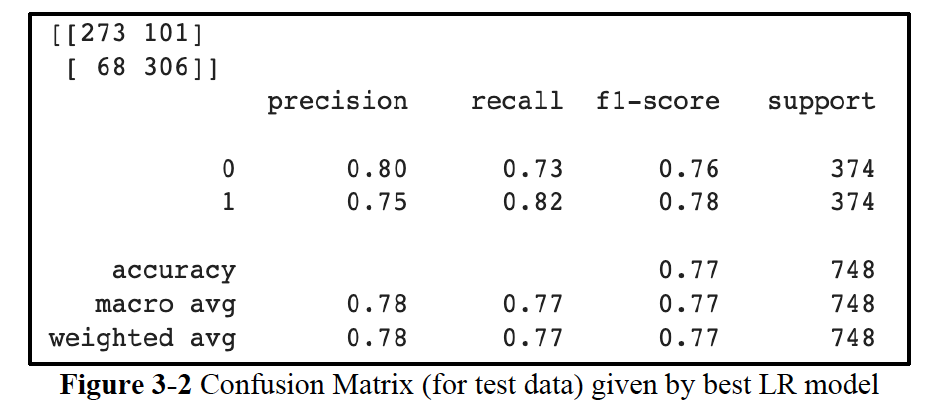 [[273 101]
[ 68 306]]
precision recall f1-score support
0 0.80 0.73 0.76 374
1 0.75 0.82 0.78 374
accuracy 0.77 748
macro avg 0.78 0.77 0.77 748
weighted avg 0.78 0.77 0.77 748
Figure 3-2 Confusion Matrix (for test data) given by best LR model